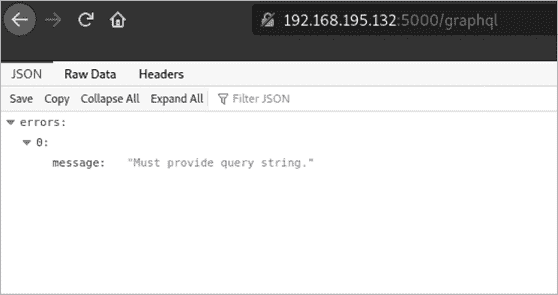 192.168.195.132:5000/graphql
JSON Raw Data Headers
Save Copy Collapse All Expand All Filter JSON
errors:
0:
message: "Must provide query string."